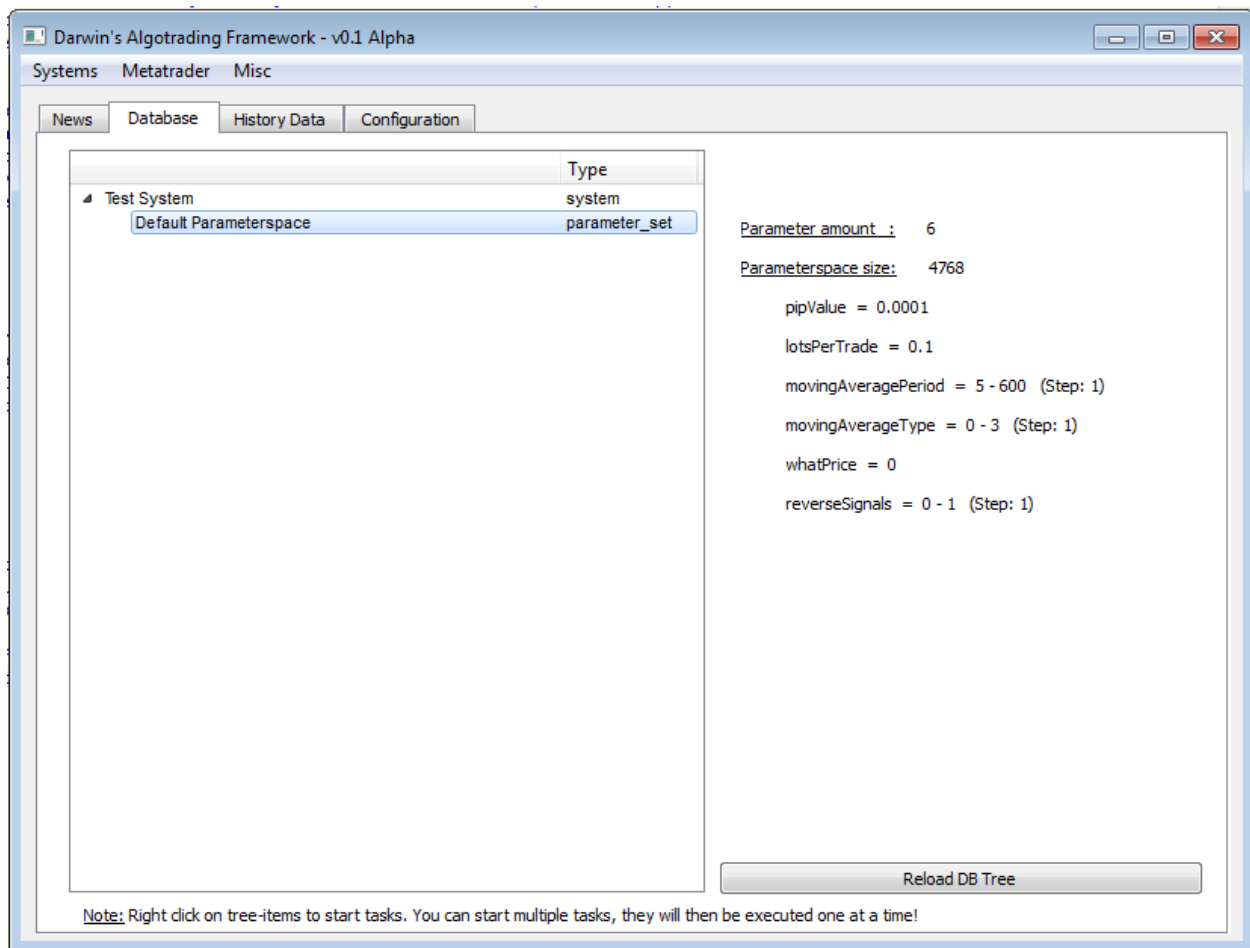 Darwin's Algotrading Framework - v0.1 Alpha
Systems Metatrader Misc
News Database History Data Configuration
Type
Test System system
Default Parameterspace parameter_set
Parameter amount : 6
Parameterspace size: 4768
pipValue = 0.0001
lotsPerTrade = 0.1
movingAveragePeriod = 5 - 600 (Step: 1)
movingAverageType = 0 - 3 (Step: 1)
whatPrice = 0
reverseSignals = 0 - 1 (Step: 1)
Reload DB Tree
Note: Right click on tree-items to start tasks. You can start multiple tasks, they will then be executed one at a time!